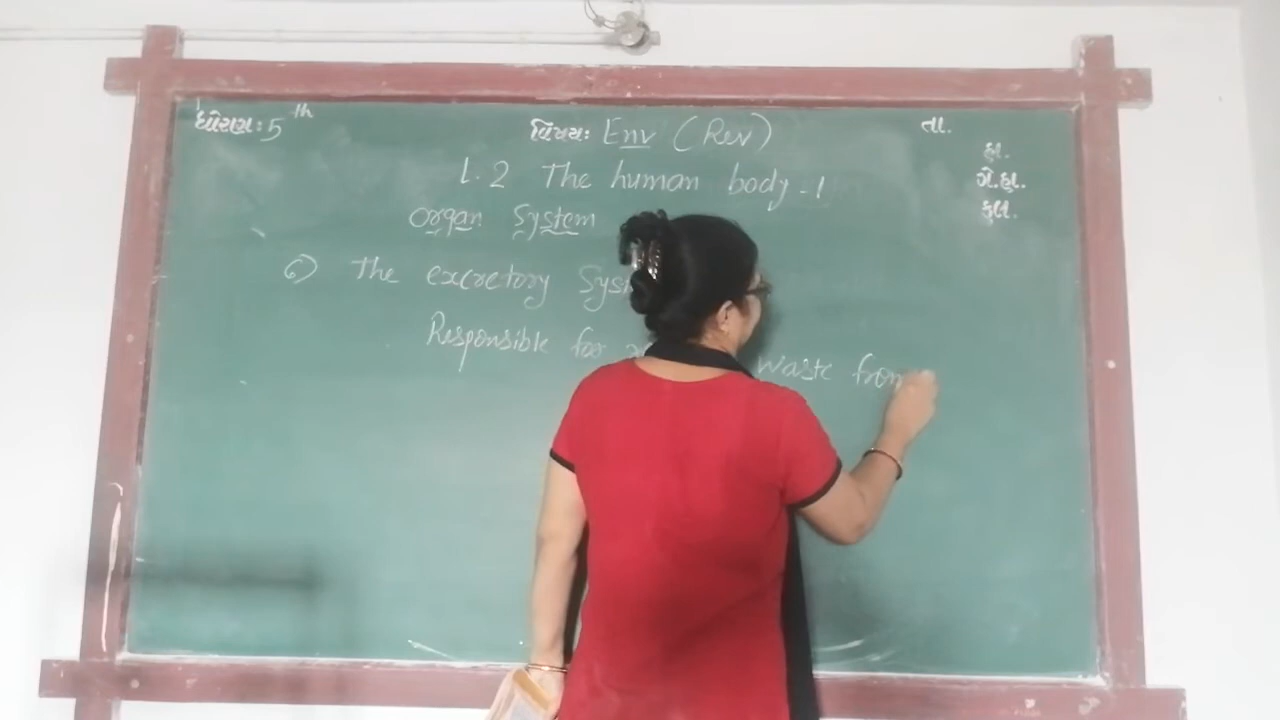 ધોરણ: 5th
વિષય: Env (Rev)
તા.
હા.
ગે.હા.
કુલ.
L.2 The human body - 1
Organ System
6) The excretory Syst
Responsible for
Waste from